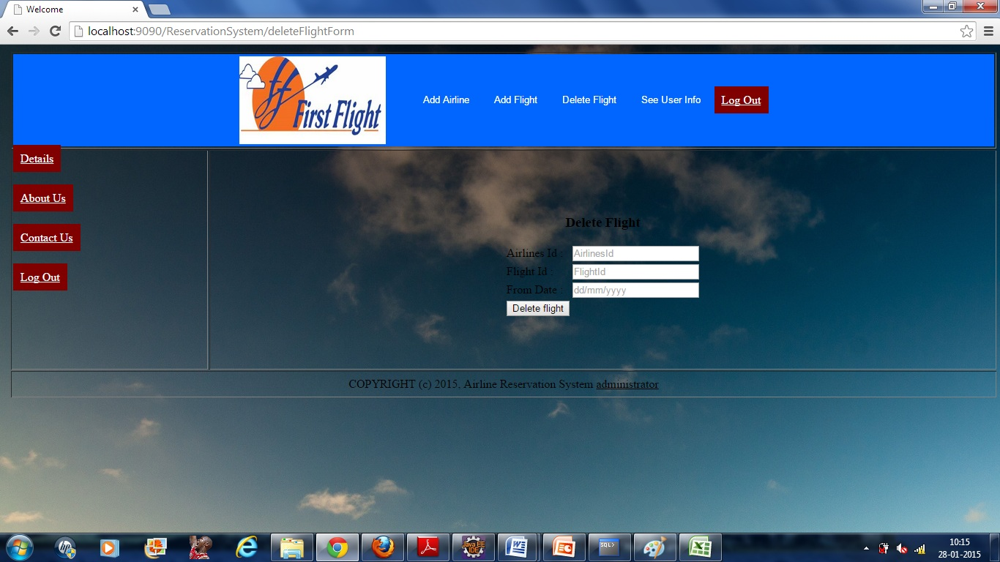 Welcome
localhost:9090/ReservationSystem/deleteFlightForm
First Flight
Add Airline Add Flight Delete Flight See User Info Log Out
Details
About Us
Contact Us
Log Out
Delete Flight
Airlines Id : AirlinesId
Flight Id : FlightId
From Date : dd/mm/yyyy
Delete flight
COPYRIGHT (c) 2015, Airline Reservation System administrator
hp
Java EE
IDE
SQL>
10:15
28-01-2015